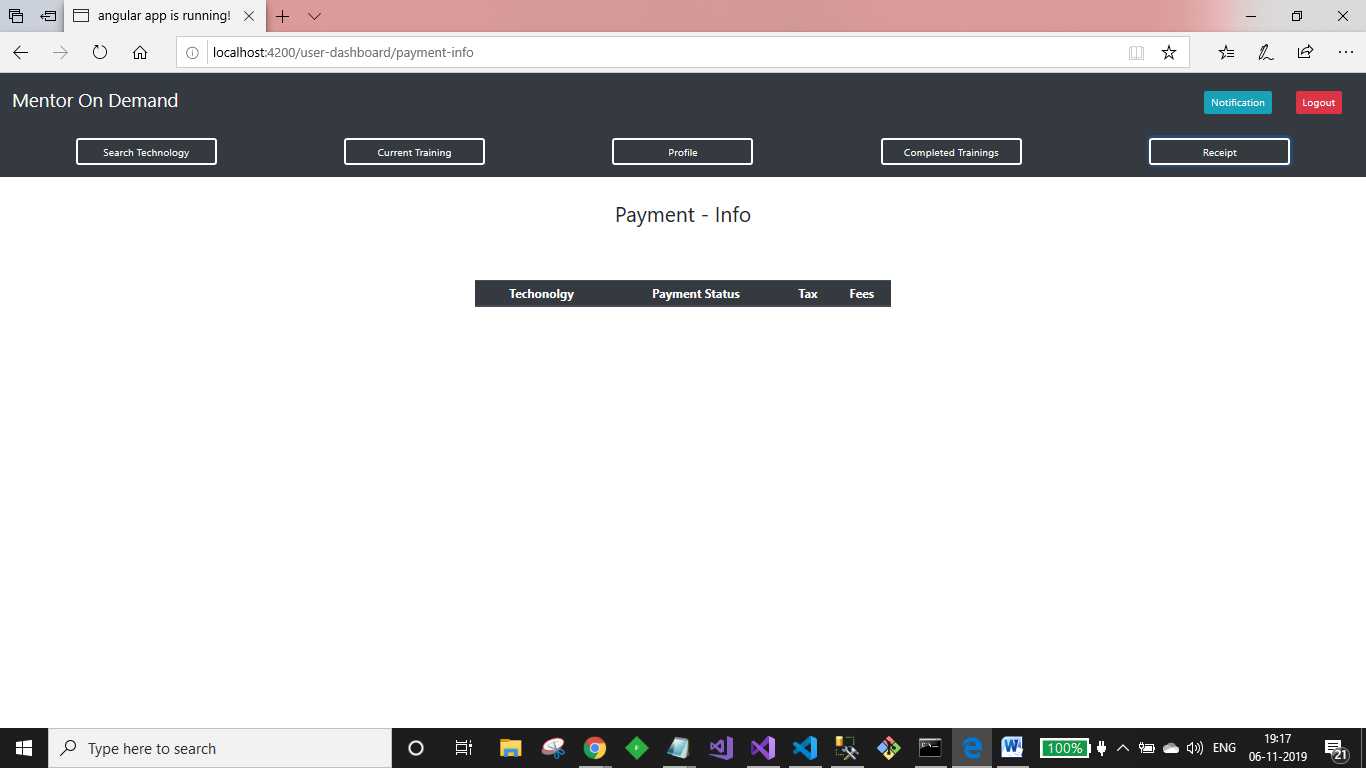 angular app is running!
localhost:4200/user-dashboard/payment-info
Mentor On Demand
Notification
Logout
Search Technology
Current Training
Profile
Completed Trainings
Receipt
Payment - Info
Techonolgy Payment Status Tax Fees
Type here to search
100%
ENG
19:17
06-11-2019
21